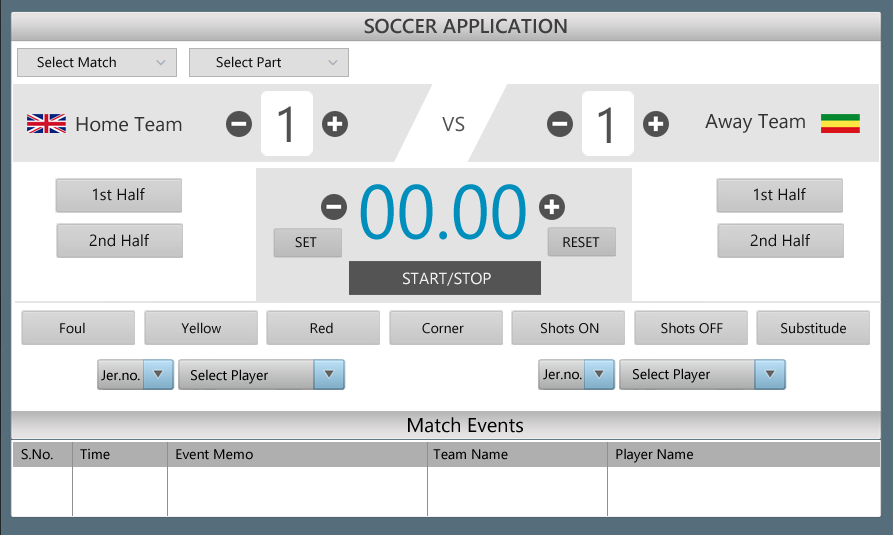 SOCCER APPLICATION
Select Match Select Part
Home Team 1 VS 1 Away Team
1st Half 00.00 1st Half
2nd Half SET RESET 2nd Half
START/STOP
Foul Yellow Red Corner Shots ON Shots OFF Substitude
Jer.no. Select Player Jer.no. Select Player
Match Events
S.No. Time Event Memo Team Name Player Name